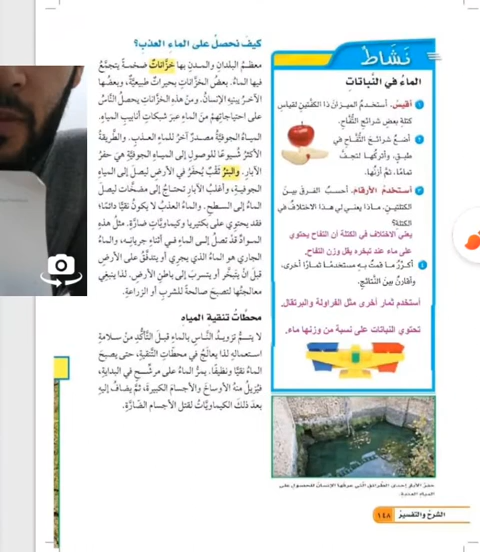 كيف نحصل على الماء العذب؟
معظم البلدان والمدن بها خزانات ضخمة يتجمع
فيها الماء. بعض الخزانات بحيرات طبيعية، وبعضها
الآخر يبنيه الإنسان. ومن هذه الخزانات يحصل الناس
على احتياجاتهم من الماء عبر شبكات أنابيب المياه.
المياه الجوفية مصدر آخر للماء العذب. والطريقة
الأكثر شيوعا للوصول إلى المياه الجوفية هي حفر
الآبار. والبئر ثقب يحفر في الأرض ليصل إلى المياه
الجوفية، وأغلب الآبار تحتاج إلى مضخات ليصل
الماء إلى السطح. والماء العذب لا يكون نقيا دائما؛
فقد يحتوي على بكتيريا وكيماويات ضارة. مثل هذه
المواد قد تصل إلى الماء في أثناء جريانه، والماء
الجاري هو الماء الذي يجري أو يتدفق على الأرض
قبل أن يتبخر أو يتسرب إلى باطن الأرض. لذا ينبغي
معالجتها لتصبح صالحة للشرب أو الزراعة.
محطات تنقية المياه
لا يتم تزويد الناس بالماء قبل التأكد من سلامة
استعماله لذا يعالج في محطات التنقية، حتى يصبح
الماء نقيا ونظيفا. يمر الماء على مرشح في البداية،
فيزيل منه الأوساخ والأجسام الكبيرة، ثم يضاف إليه
بعد ذلك الكيماويات لقتل الأجسام الضارة.
نشاط
الماء في النباتات
١ أقيس. أستخدم الميزان ذا الكفتين لقياس
كتلة بعض شرائح التفاح.
٢ أضع شرائح التفاح في
طبق، وأتركها لتجف
تماما. ثم أزنها.
٣ أستخدم الأرقام. أحسب الفرق بين
الكتلتين. ماذا يعني لي هذا الاختلاف في
الكتلة؟
يعني الاختلاف في الكتلة أن التفاح يحتوي
على ماء عند تبخره يقل وزن التفاح.
٤ أكرر ما قمت به مستخدما ثمارا أخرى،
وأقارن بين النتائج.
أستخدم ثمار أخرى مثل الفراولة والبرتقال.
تحتوي النباتات على نسبة من وزنها ماء.
حفر الآبار إحدى الطرائق التي عرفها الإنسان للحصول على
المياه العذبة.
الشرح والتفسير ١٤٨